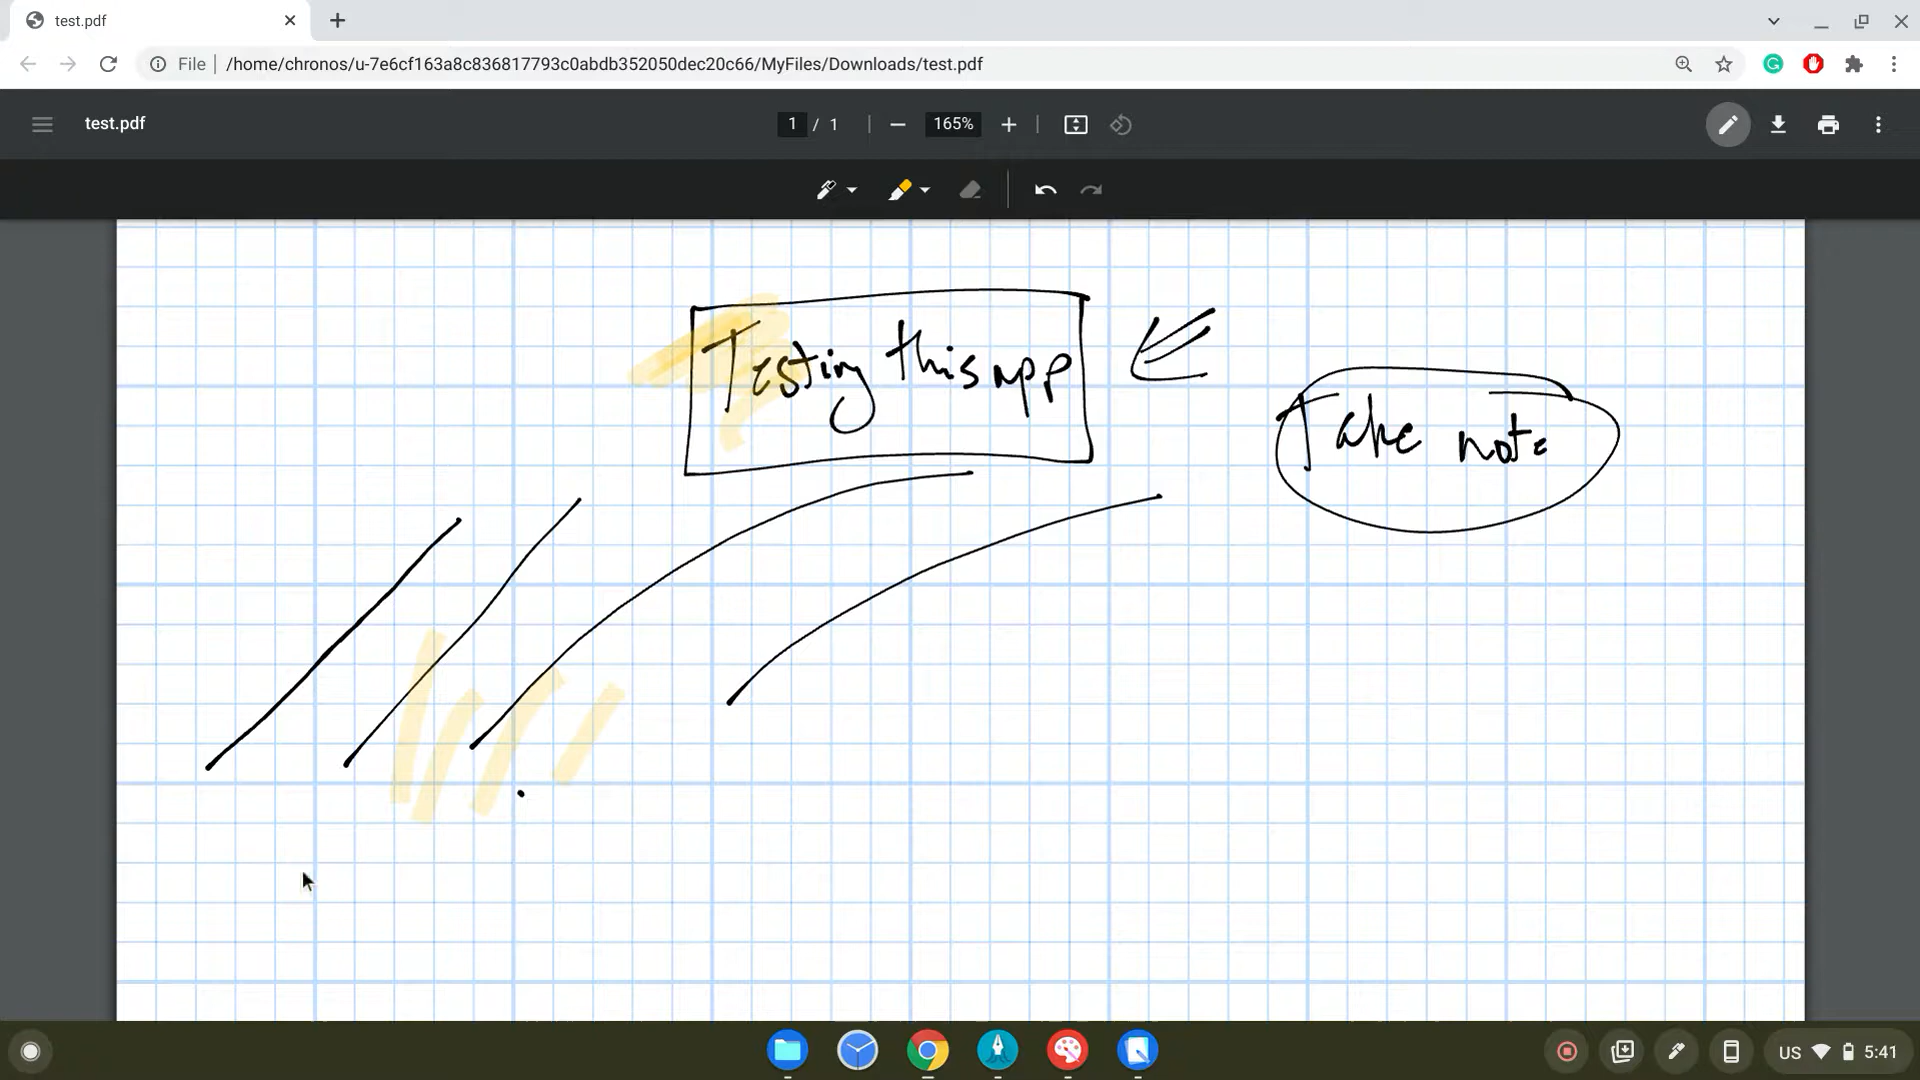 test.pdf
File /home/chronos/u-7e6cf163a8c836817793c0abdb352050dec20c66/MyFiles/Downloads/test.pdf
test.pdf
1 / 1
165%
Testing this app
Take note
US 5:41